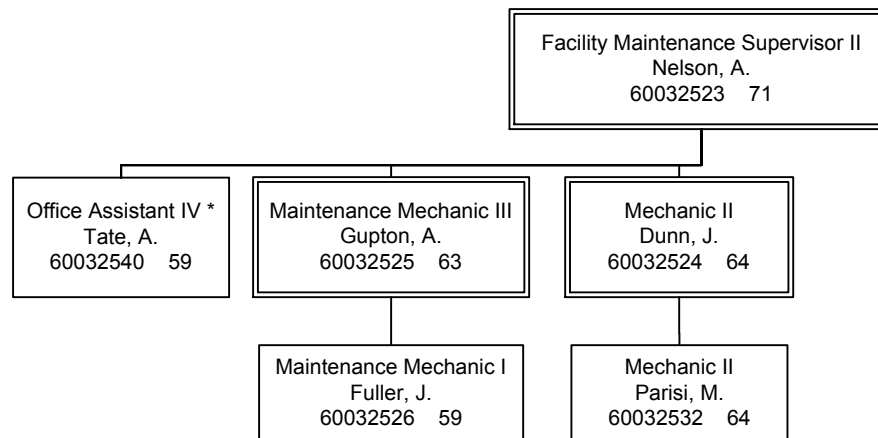 Facility Maintenance Supervisor II
Nelson, A.
60032523 71
Office Assistant IV *
Tate, A.
60032540 59
Maintenance Mechanic III
Gupton, A.
60032525 63
Mechanic II
Dunn, J.
60032524 64
Maintenance Mechanic I
Fuller, J.
60032526 59
Mechanic II
Parisi, M.
60032532 64